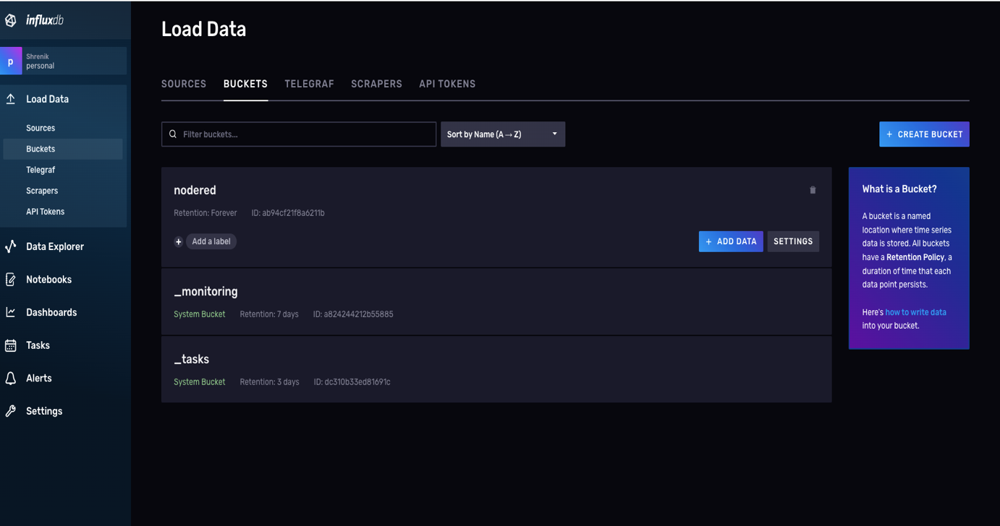 influxdb
p
Shrenik
personal
Load Data
Sources
Buckets
Telegraf
Scrapers
API Tokens
Data Explorer
Notebooks
Dashboards
Tasks
Alerts
Settings
Load Data
SOURCES BUCKETS TELEGRAF SCRAPERS API TOKENS
Filter buckets... Sort by Name (A→Z) + CREATE BUCKET
nodered
Retention: Forever ID: ab94cf21f8a6211b
+ Add a label + ADD DATA SETTINGS
_monitoring
System Bucket Retention: 7 days ID: a824244212b55885
_tasks
System Bucket Retention: 3 days ID: dc310b33ed81691c
What is a Bucket?
A bucket is a named
location where time series
data is stored. All buckets
have a Retention Policy, a
duration of time that each
data point persists.
Here's how to write data
into your bucket.